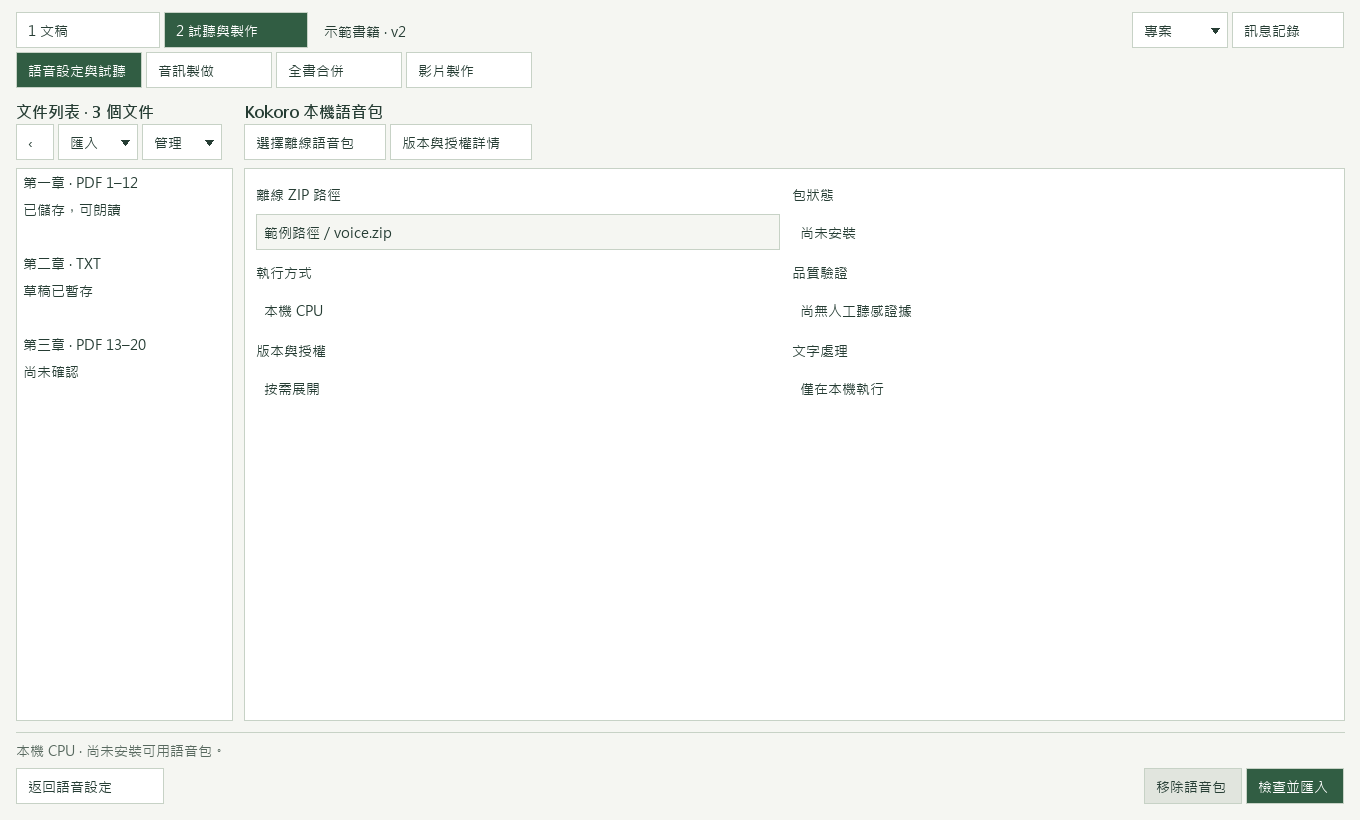 1 文稿
2 試聽與製作
示範書籍 · v2
專案
訊息記錄
語音設定與試聽
音訊製做
全書合併
影片製作
文件列表 · 3 個文件
‹
匯入
管理
第一章 · PDF 1–12
已儲存，可朗讀
第二章 · TXT
草稿已暫存
第三章 · PDF 13–20
尚未確認
Kokoro 本機語音包
選擇離線語音包
版本與授權詳情
離線 ZIP 路徑
範例路徑 / voice.zip
包狀態
尚未安裝
執行方式
本機 CPU
品質驗證
尚無人工聽感證據
版本與授權
按需展開
文字處理
僅在本機執行
本機 CPU · 尚未安裝可用語音包。
返回語音設定
移除語音包
檢查並匯入